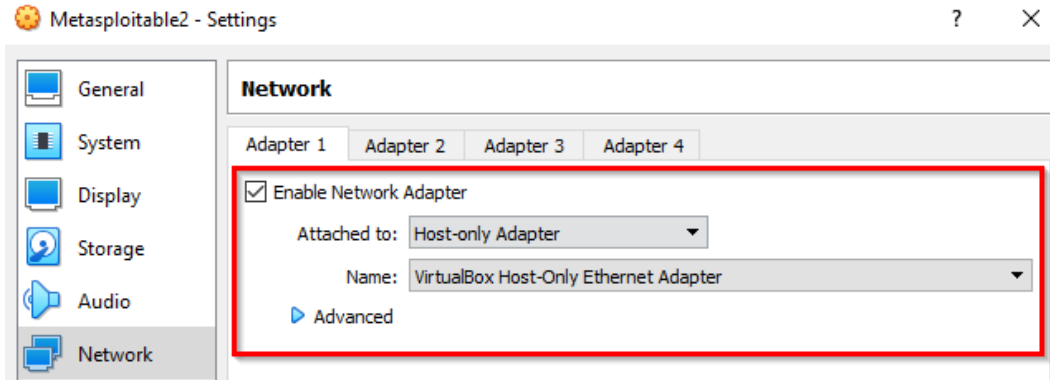 Metasploitable2 - Settings
?
General
System
Display
Storage
Audio
Network
Network
Adapter 1 Adapter 2 Adapter 3 Adapter 4
Enable Network Adapter
Attached to: Host-only Adapter
Name: VirtualBox Host-Only Ethernet Adapter
Advanced